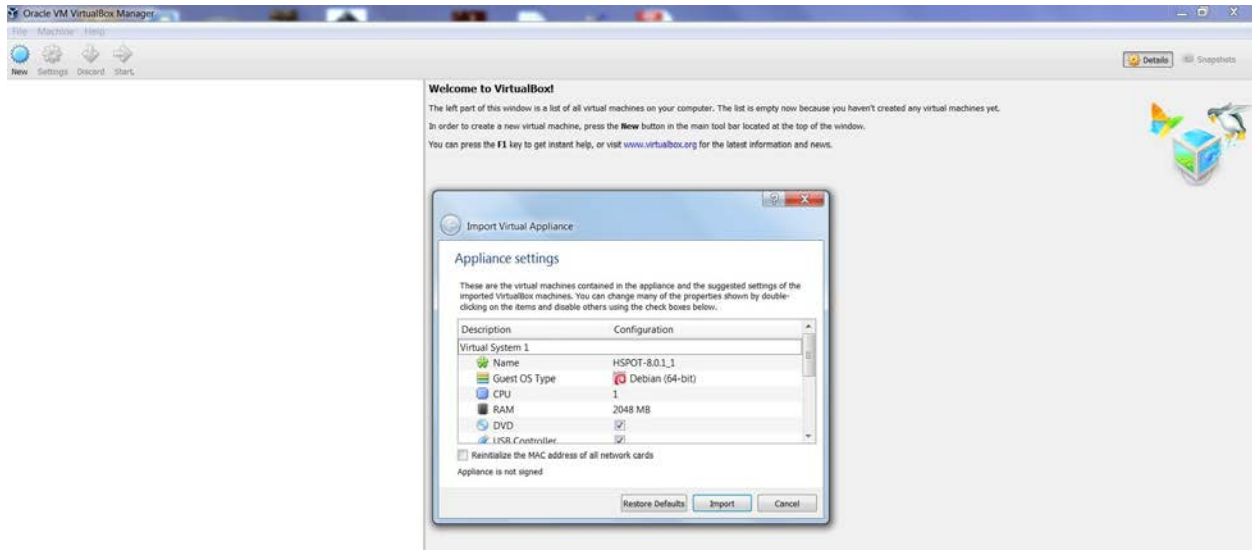 Oracle VM VirtualBox Manager
File Machine Help
New Settings Discard Start
Details Snapshots
Welcome to VirtualBox!
The left part of this window is a list of all virtual machines on your computer. The list is empty now because you haven't created any virtual machines yet.
In order to create a new virtual machine, press the New button in the main tool bar located at the top of the window.
You can press the F1 key to get instant help, or visit www.virtualbox.org for the latest information and news.
Import Virtual Appliance
Appliance settings
These are the virtual machines contained in the appliance and the suggested settings of the
imported VirtualBox machines. You can change many of the properties shown by double-
clicking on the items and disable others using the check boxes below.
Description Configuration
Virtual System 1
Name HSPOT-8.0.1_1
Guest OS Type Debian (64-bit)
CPU 1
RAM 2048 MB
DVD
USB Controller
Reinitialize the MAC address of all network cards
Appliance is not signed
Restore Defaults Import Cancel